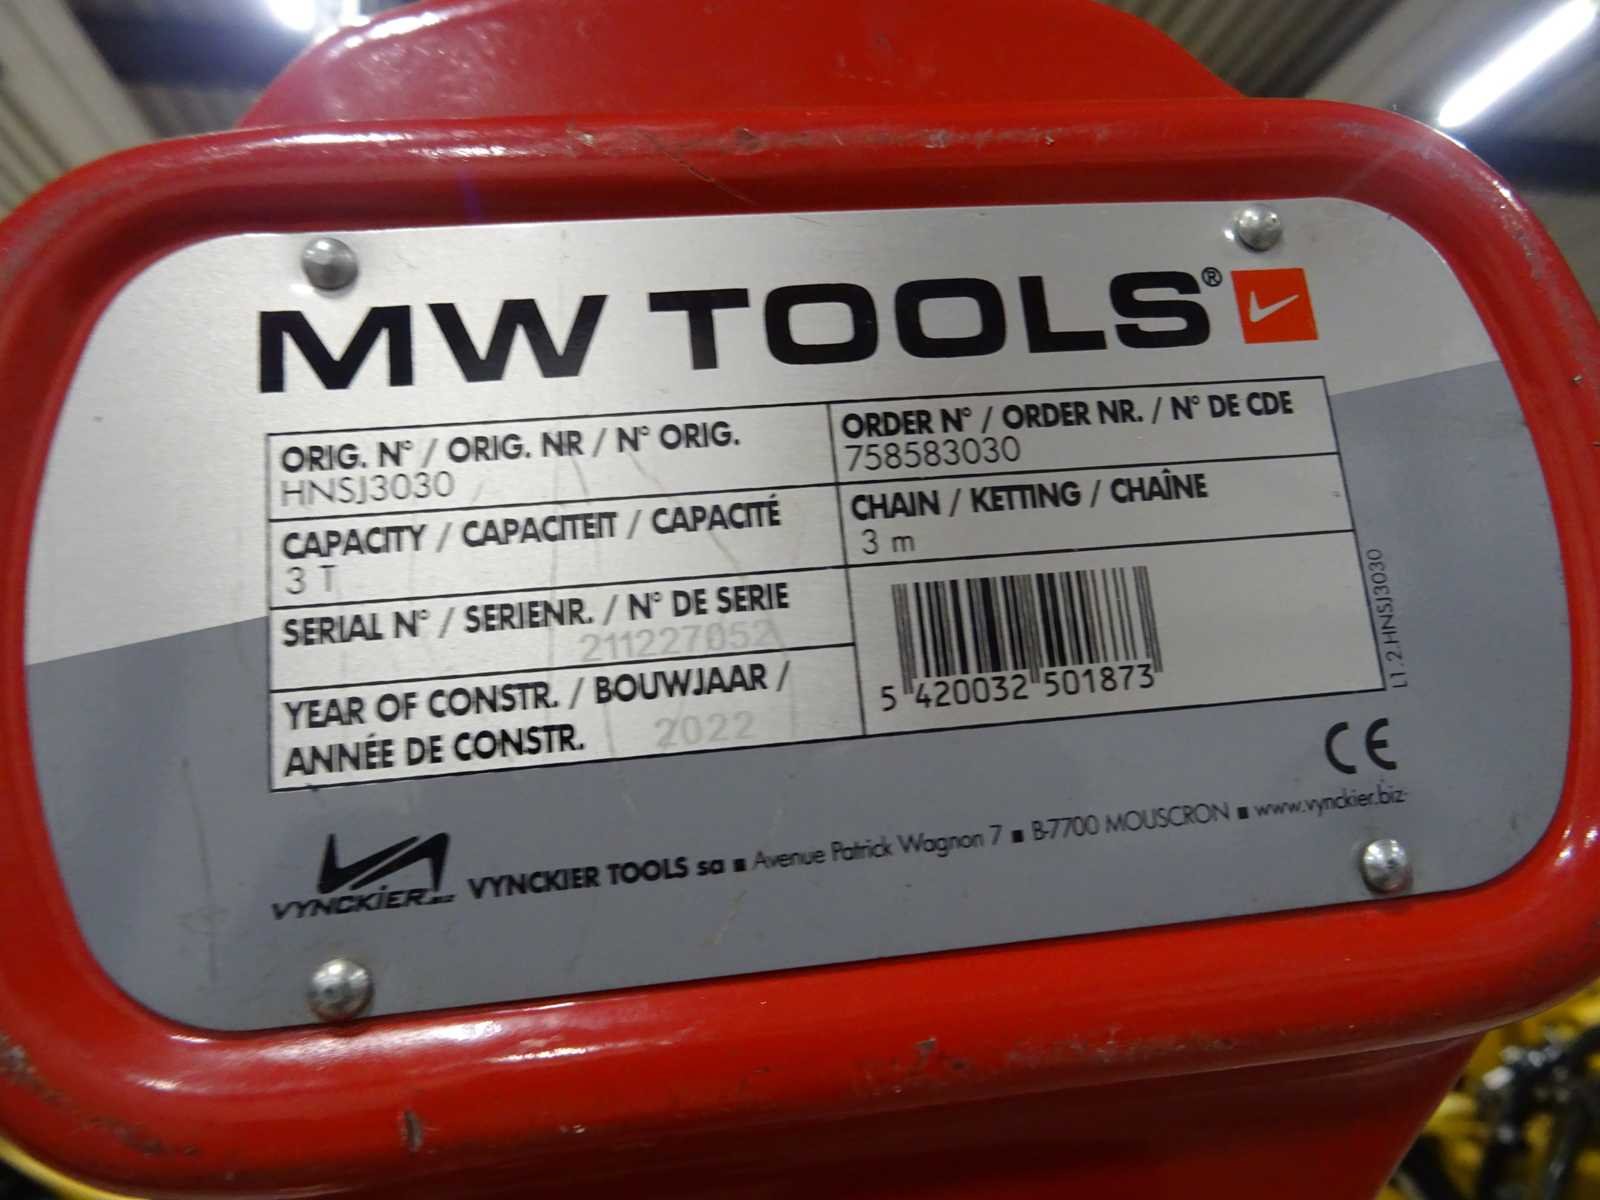 MW TOOLS®
ORIG. N° / ORIG. NR / N° ORIG.
HNSJ3030
ORDER N° / ORDER NR. / N° DE CDE
758583030
CAPACITY / CAPACITEIT / CAPACITÉ
3 T
CHAIN / KETTING / CHAÎNE
3 m
SERIAL N° / SERIENR. / N° DE SERIE
211227052
YEAR OF CONSTR. / BOUWJAAR /
ANNÉE DE CONSTR. 2022
5 420032 501873
L1.2.HNSJ3030
CE
VYNCKIER.BIZ VYNCKIER TOOLS sa ■ Avenue Patrick Wagnon 7 ■ B-7700 MOUSCRON ■ www.vynckier.biz